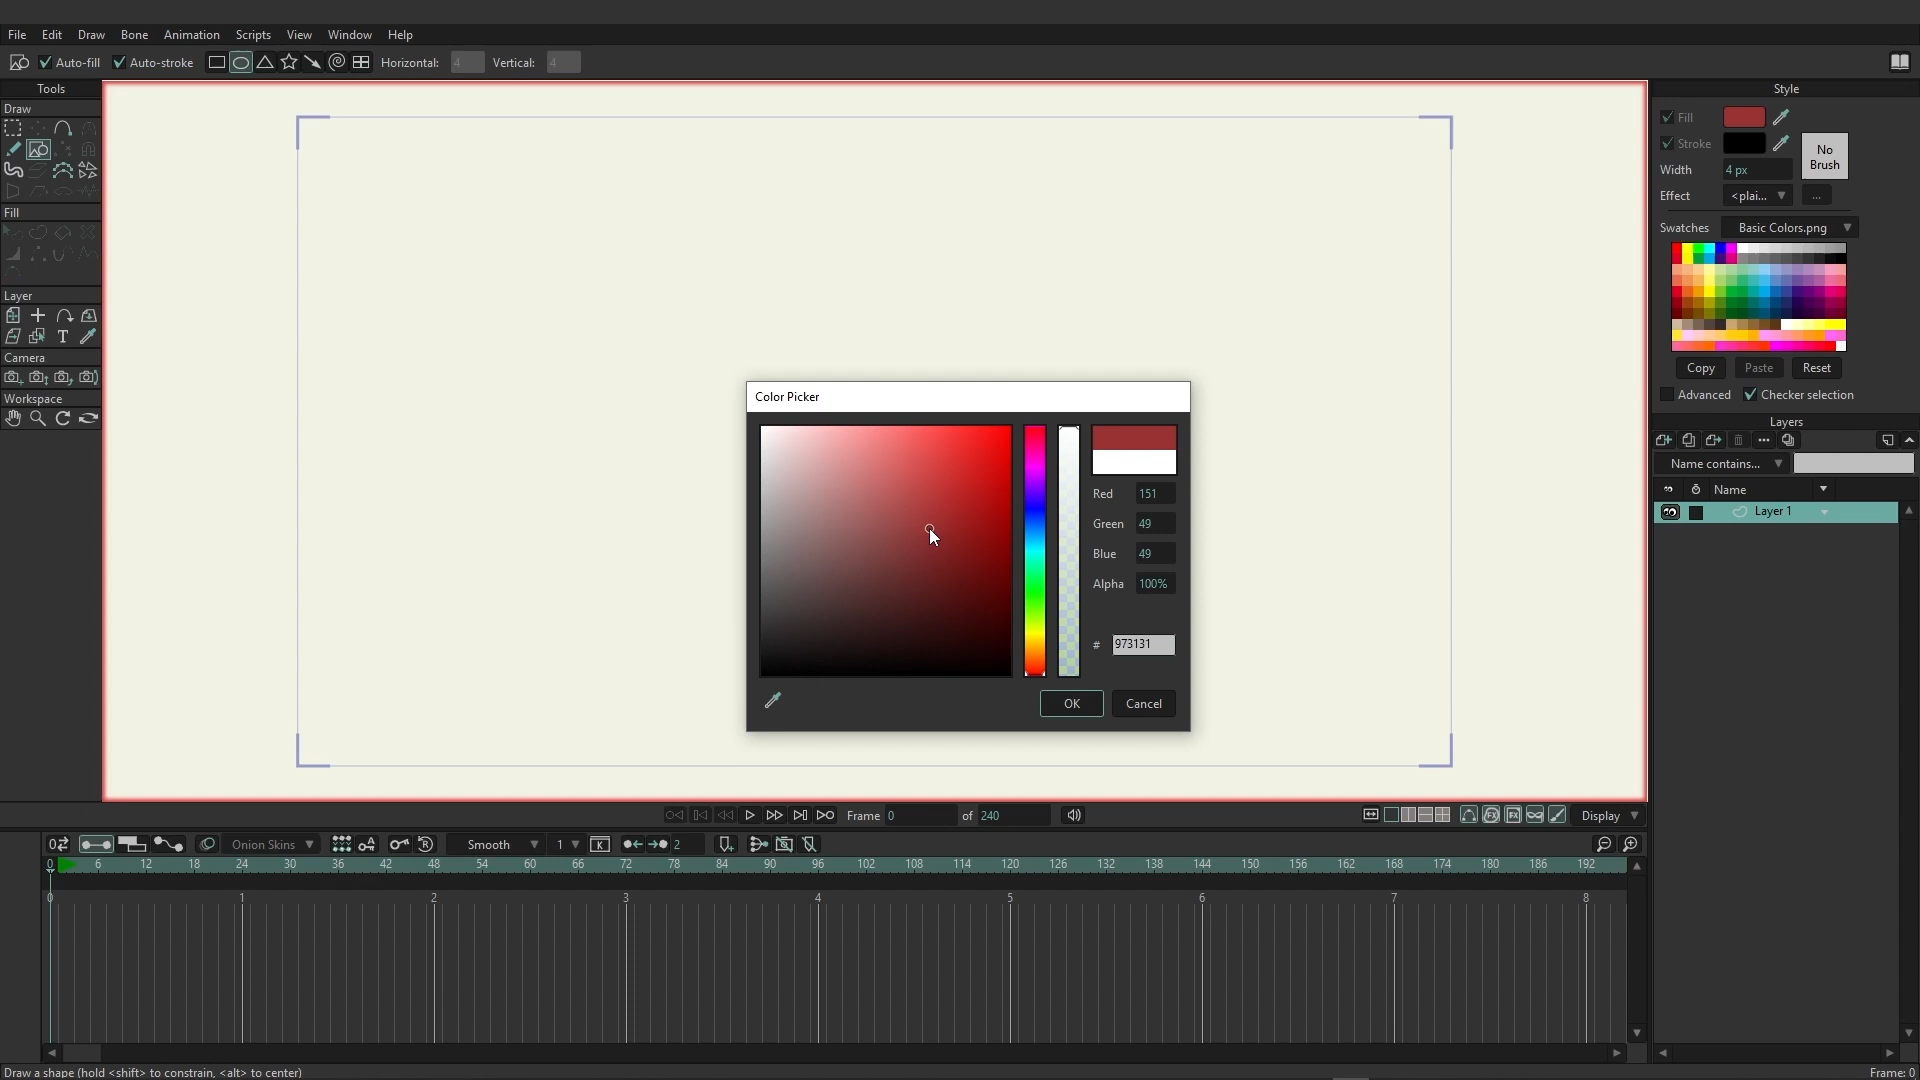 File Edit Draw Bone Animation Scripts View Window Help
Auto-fill Auto-stroke Horizontal: 4 Vertical: 4
Tools
Draw
Fill
Layer
T
Camera
Workspace
Style
Fill
Stroke
No Brush
Width 4 px
Effect <plai... ...
Swatches Basic Colors.png
Copy Paste Reset
Advanced Checker selection
Layers
Name contains...
Name
Layer 1
Color Picker
Red 151
Green 49
Blue 49
Alpha 100%
# 973131
OK Cancel
Frame 0 of 240 Display
Onion Skins Smooth 1 2
0 6 12 18 24 30 36 42 48 54 60 66 72 78 84 90 96 102 108 114 120 126 132 138 144 150 156 162 168 174 180 186 192
0 1 2 3 4 5 6 7 8
Draw a shape (hold <shift> to constrain, <alt> to center) Frame: 0